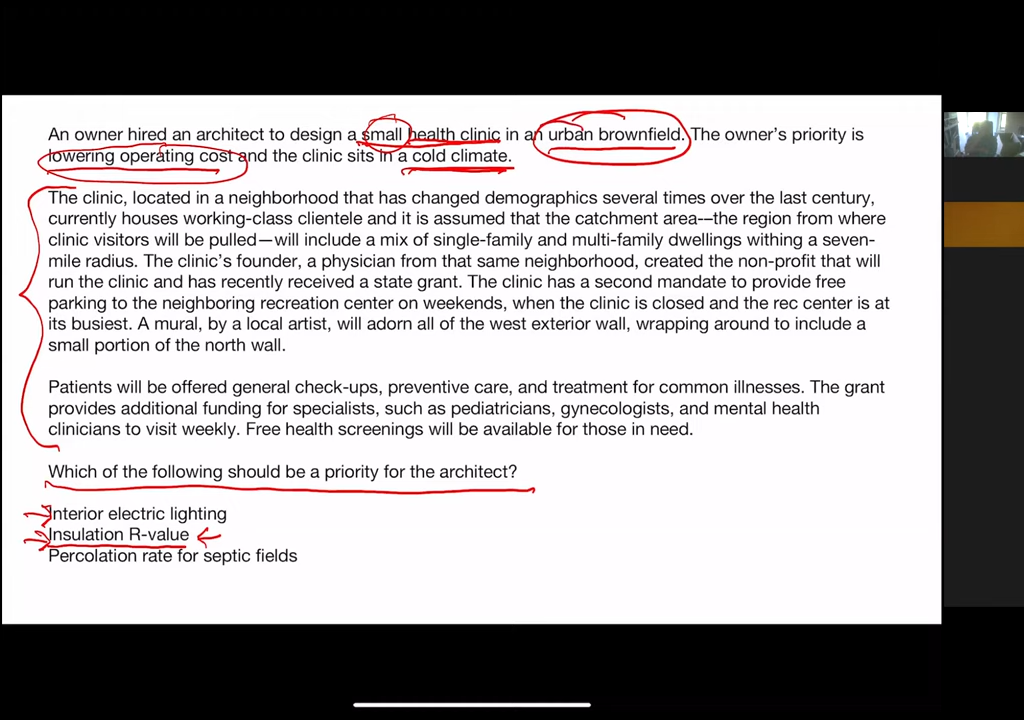 An owner hired an architect to design a small health clinic in an urban brownfield. The owner's priority is
lowering operating cost and the clinic sits in a cold climate.
The clinic, located in a neighborhood that has changed demographics several times over the last century,
currently houses working-class clientele and it is assumed that the catchment area--the region from where
clinic visitors will be pulled—will include a mix of single-family and multi-family dwellings withing a seven-
mile radius. The clinic's founder, a physician from that same neighborhood, created the non-profit that will
run the clinic and has recently received a state grant. The clinic has a second mandate to provide free
parking to the neighboring recreation center on weekends, when the clinic is closed and the rec center is at
its busiest. A mural, by a local artist, will adorn all of the west exterior wall, wrapping around to include a
small portion of the north wall.
Patients will be offered general check-ups, preventive care, and treatment for common illnesses. The grant
provides additional funding for specialists, such as pediatricians, gynecologists, and mental health
clinicians to visit weekly. Free health screenings will be available for those in need.
Which of the following should be a priority for the architect?
Interior electric lighting
Insulation R-value
Percolation rate for septic fields